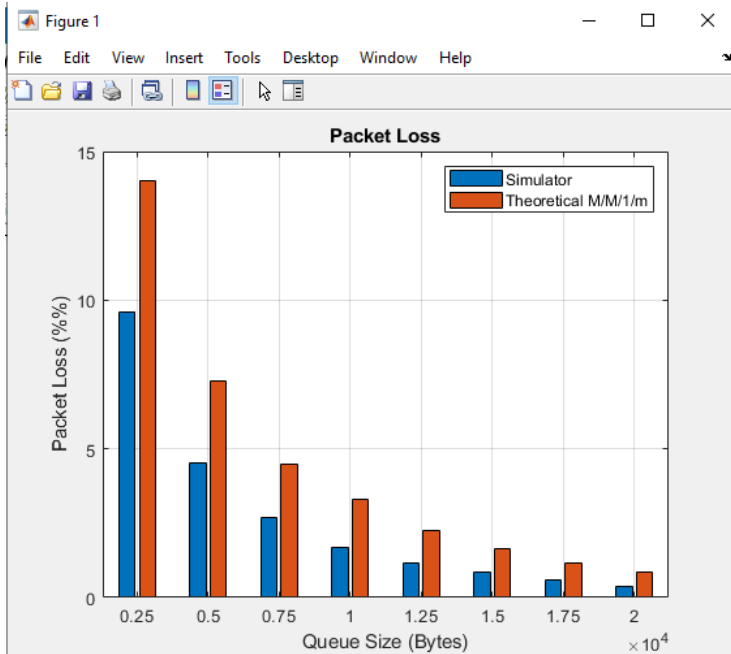 Figure 1
File Edit View Insert Tools Desktop Window Help
Packet Loss
Simulator
Theoretical M/M/1/m
15
10
5
0
Packet Loss (%%)
0.25 0.5 0.75 1 1.25 1.5 1.75 2
Queue Size (Bytes)
×10⁴